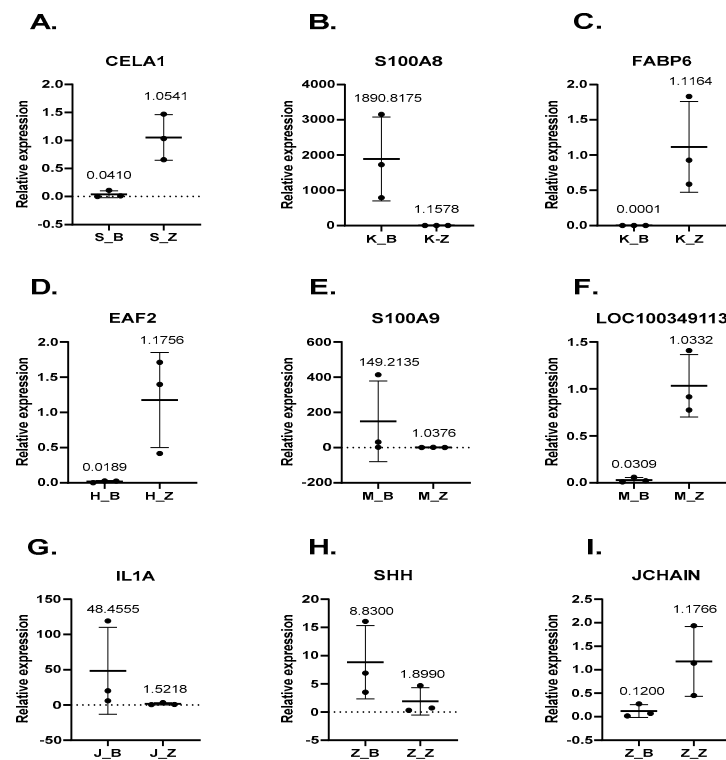 A.
CELA1
Relative expression
2.0
1.5
1.0
0.5
0.0
-0.5
0.0410
1.0541
S_B
S_Z
B.
S100A8
Relative expression
4000
3000
2000
1000
0
1890.8175
1.1578
K_B
K-Z
C.
FABP6
Relative expression
2.0
1.5
1.0
0.5
0.0
0.0001
1.1164
K_B
K_Z
D.
EAF2
Relative expression
2.0
1.5
1.0
0.5
0.0
0.0189
1.1756
H_B
H_Z
E.
S100A9
Relative expression
600
400
200
0
-200
149.2135
1.0376
M_B
M_Z
F.
LOC100349113
Relative expression
1.5
1.0
0.5
0.0
0.0309
1.0332
M_B
M_Z
G.
IL1A
Relative expression
150
100
50
0
-50
48.4555
1.5218
J_B
J_Z
H.
SHH
Relative expression
20
15
10
5
0
-5
8.8300
1.8990
Z_B
Z_Z
I.
JCHAIN
Relative expression
2.5
2.0
1.5
1.0
0.5
0.0
-0.5
0.1200
1.1766
Z_B
Z_Z